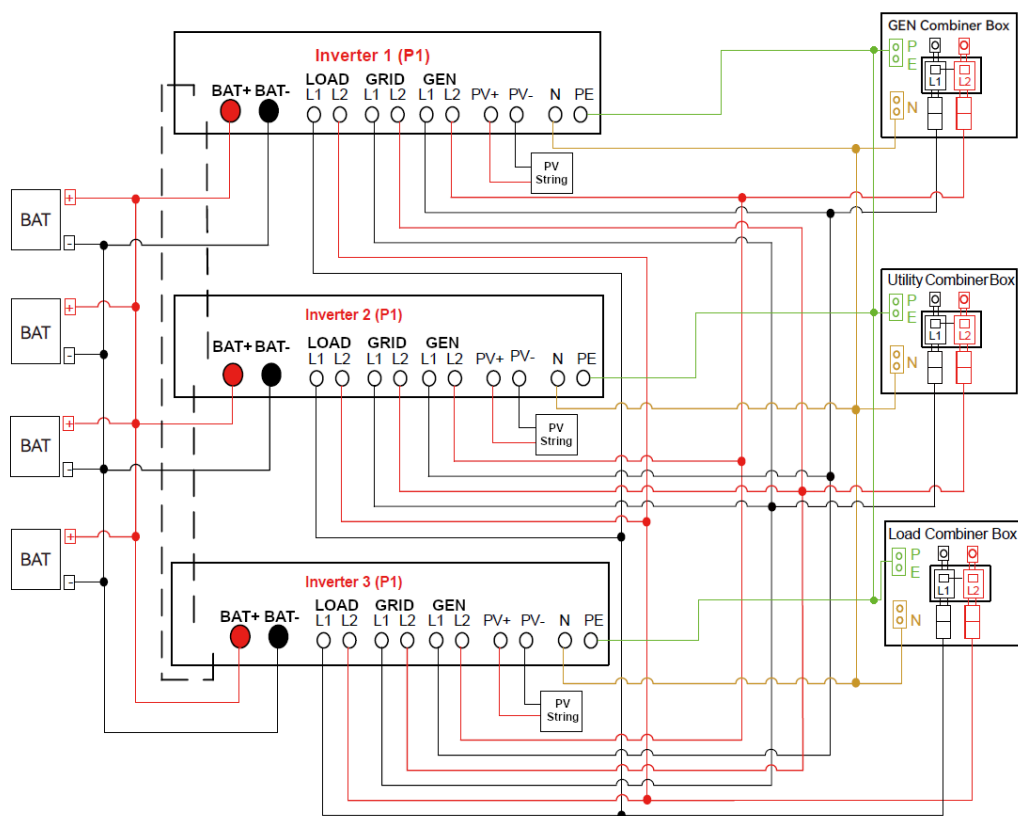 GEN Combiner Box
P
E
L1 L2
N
Inverter 1 (P1)
BAT+ BAT- LOAD GRID GEN
L1 L2 L1 L2 L1 L2 PV+ PV- N PE
PV
String
BAT
+
-
Utility Combiner Box
P
E
L1 L2
N
Inverter 2 (P1)
BAT+ BAT- LOAD GRID GEN
L1 L2 L1 L2 L1 L2 PV+ PV- N PE
PV
String
BAT
+
-
BAT
+
-
Load Combiner Box
P
E
L1 L2
N
Inverter 3 (P1)
BAT+ BAT- LOAD GRID GEN
L1 L2 L1 L2 L1 L2 PV+ PV- N PE
PV
String
BAT
+
-